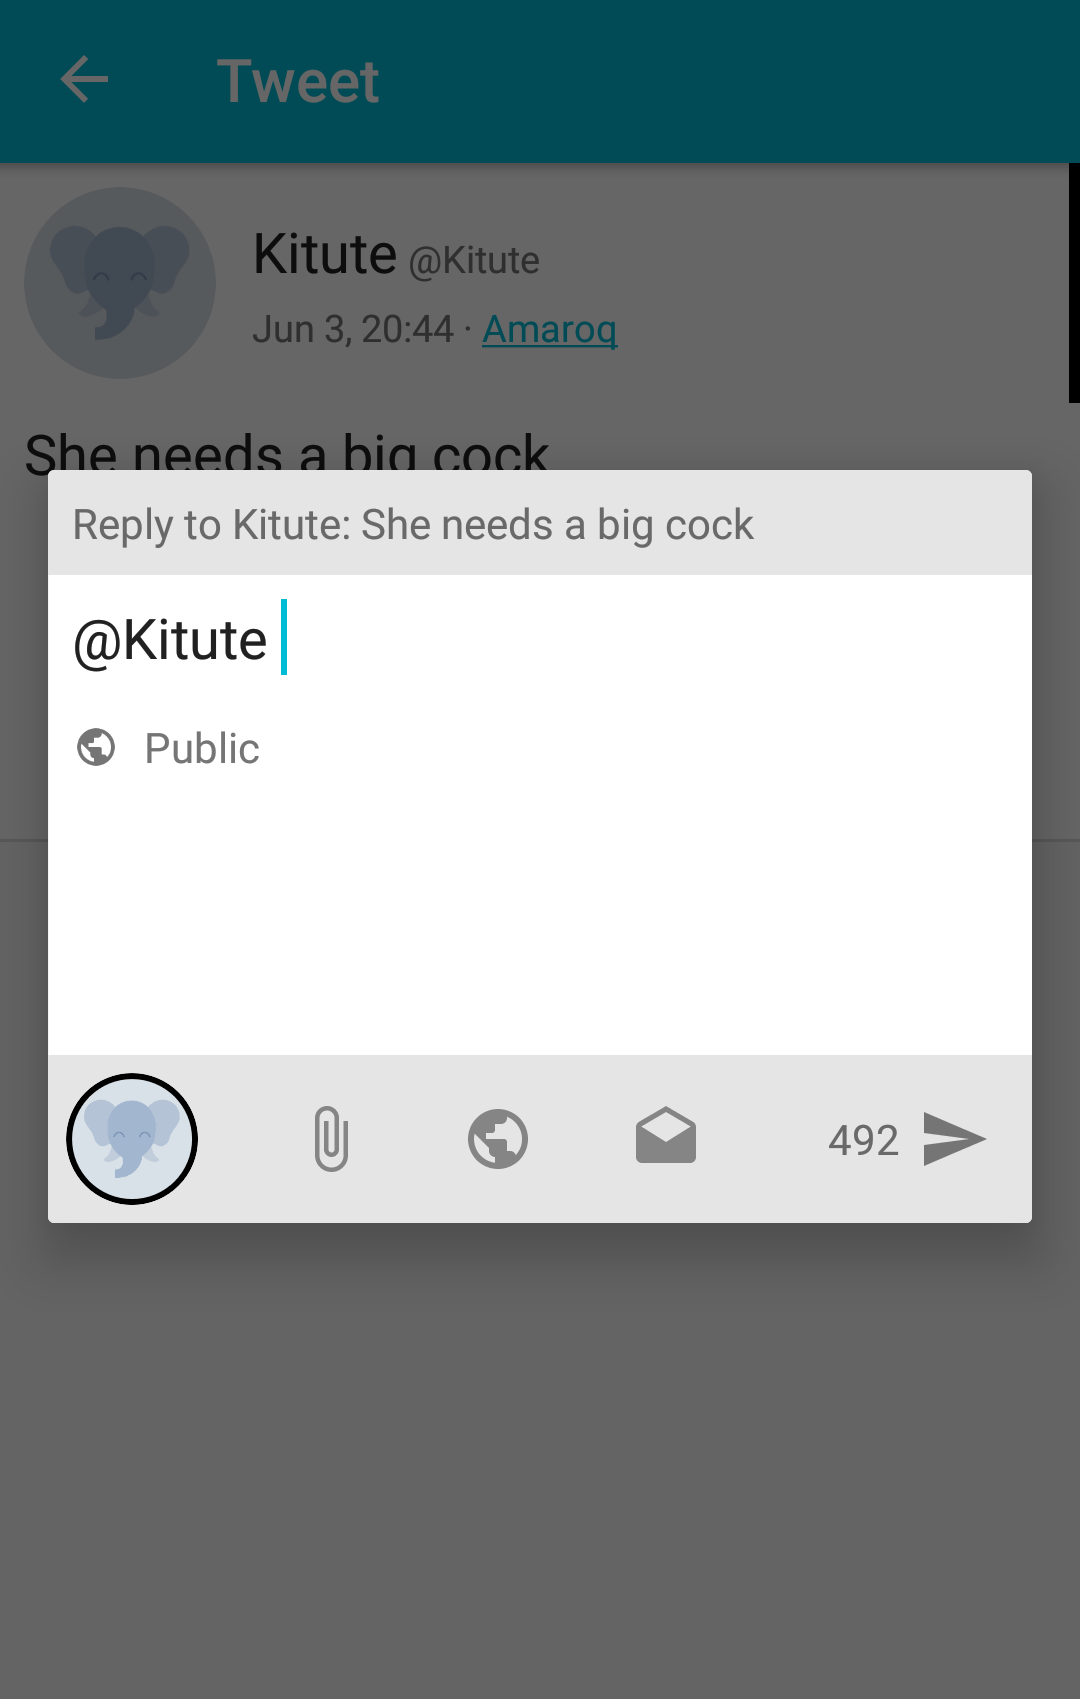 Tweet
Kitute @Kitute
Jun 3, 20:44 · Amaroq
She needs a big cock
Reply to Kitute: She needs a big cock
@Kitute
Public
492